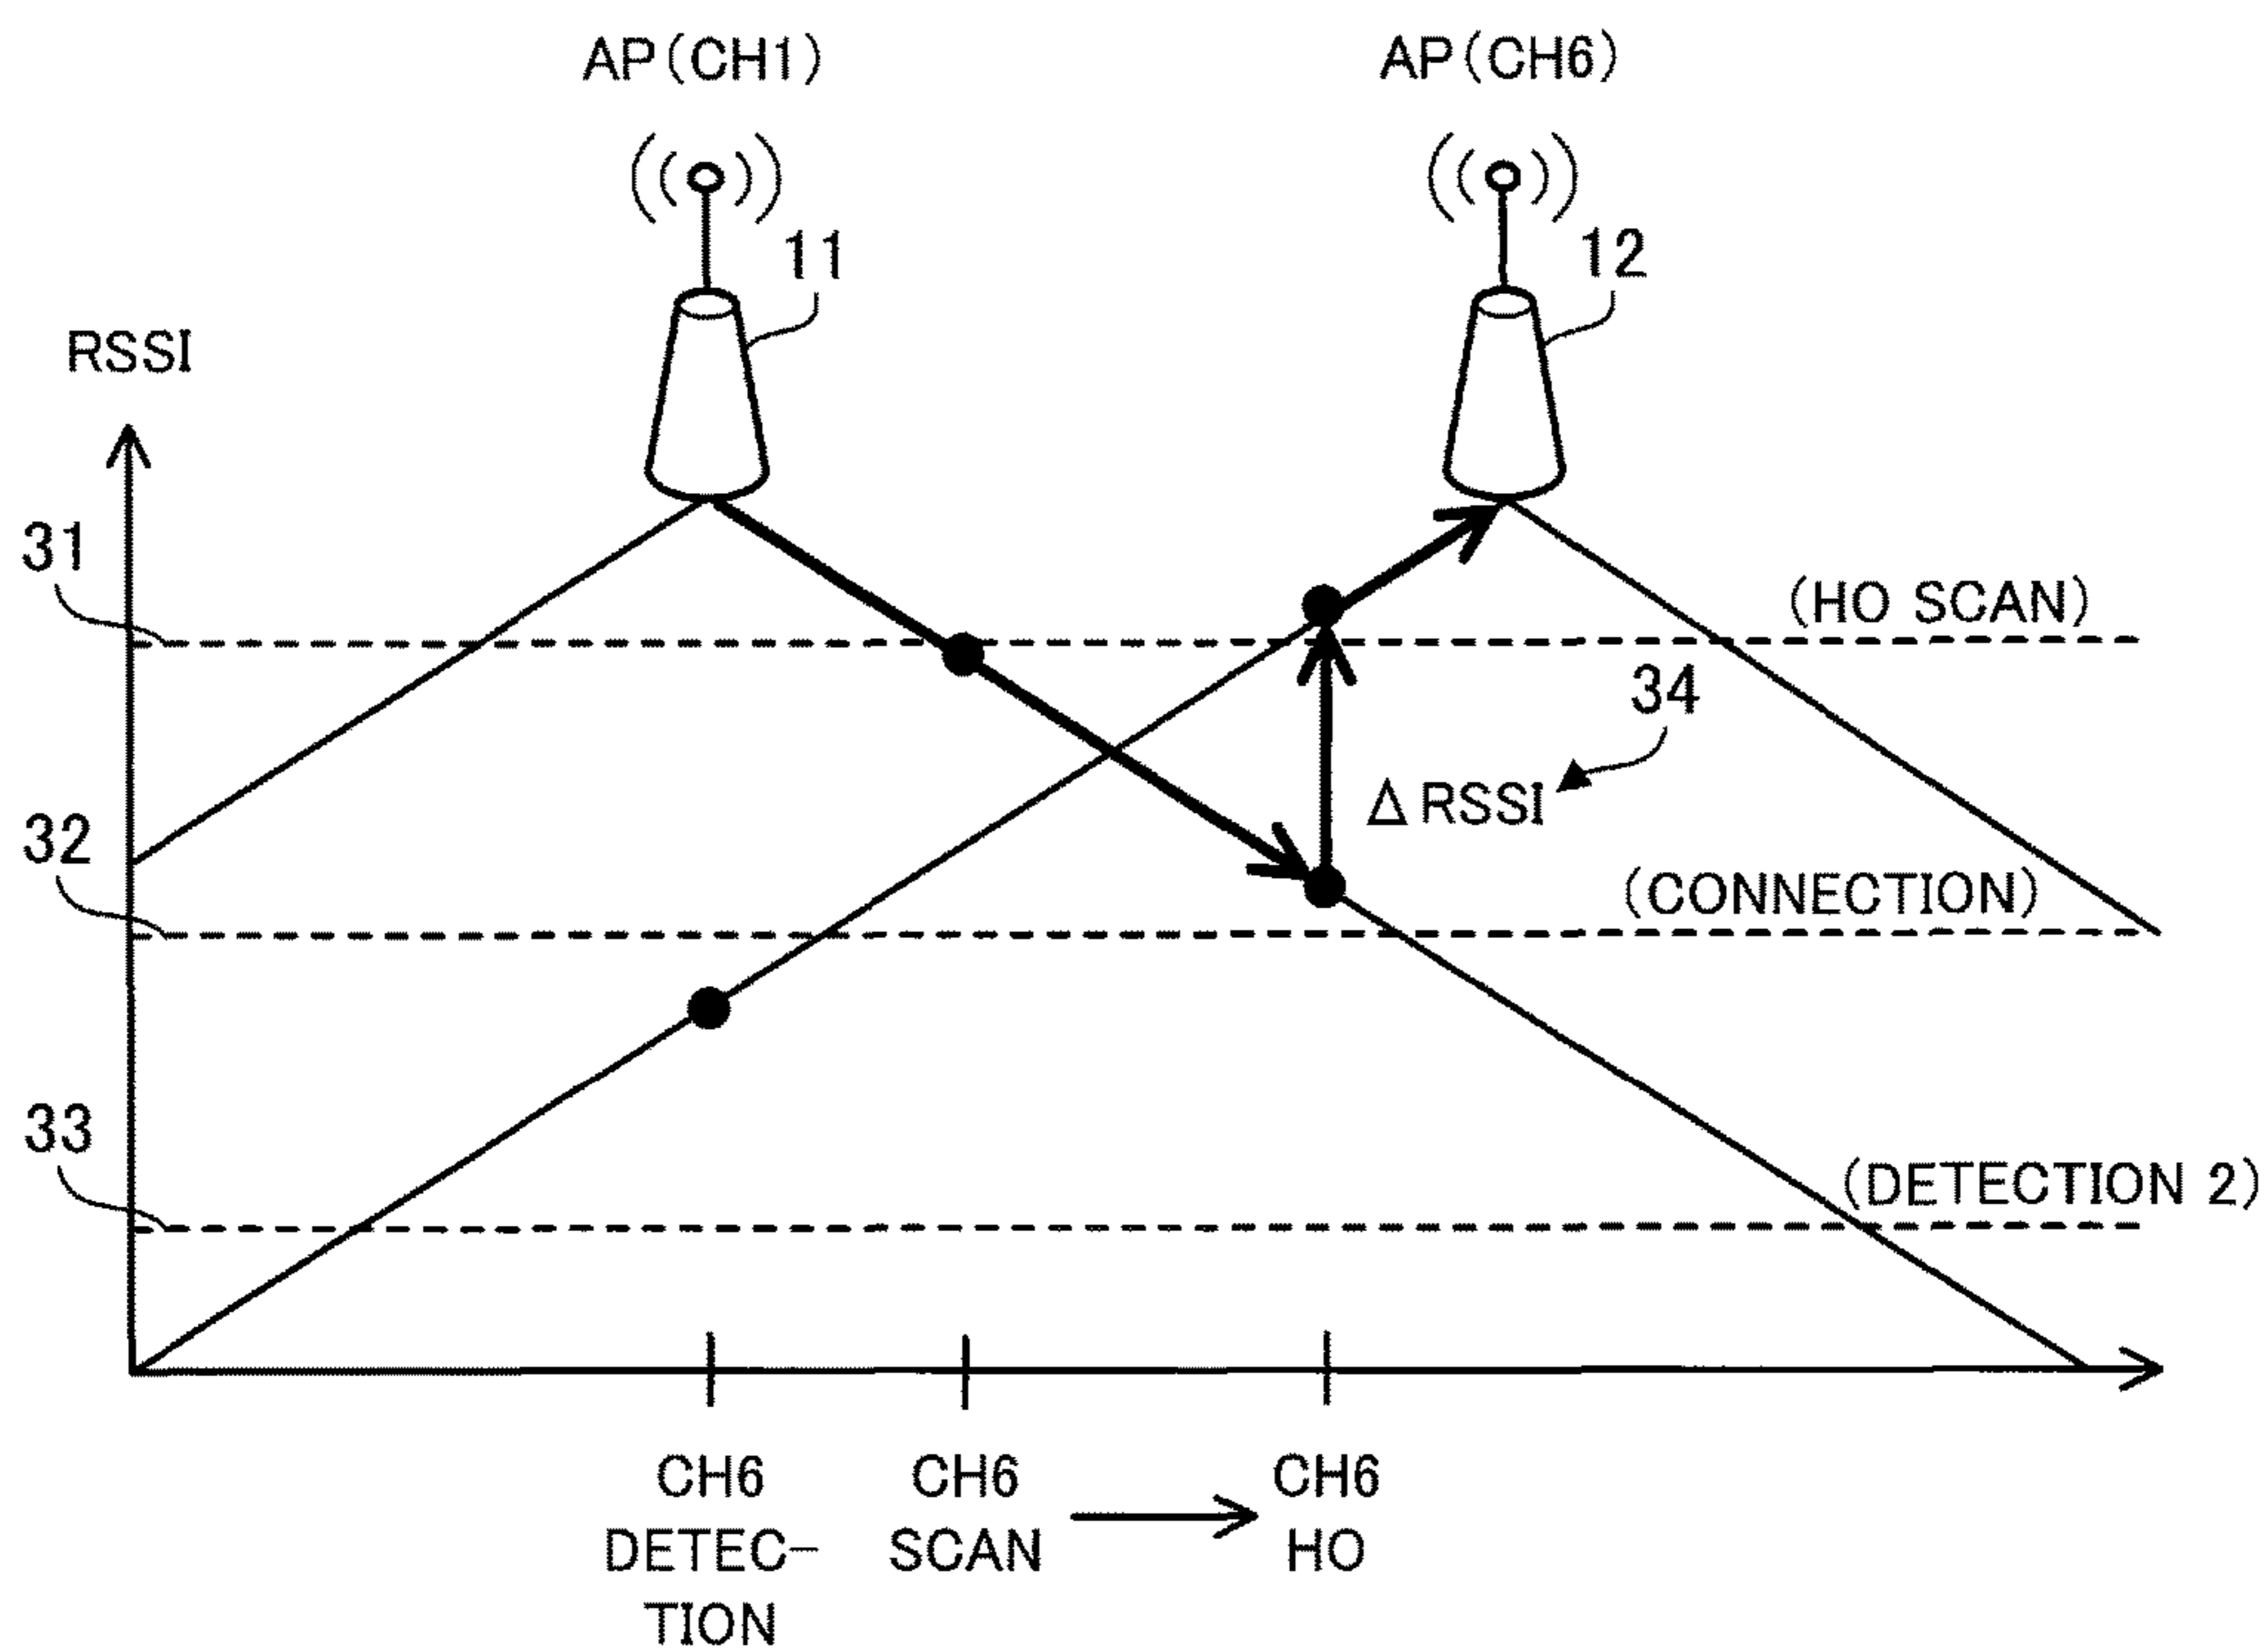 AP(CH1)
AP(CH6)
11
12
RSSI
31
(HO SCAN)
34
ΔRSSI
32
(CONNECTION)
33
(DETECTION 2)
CH6
DETEC-
TION
CH6
SCAN
CH6
HO